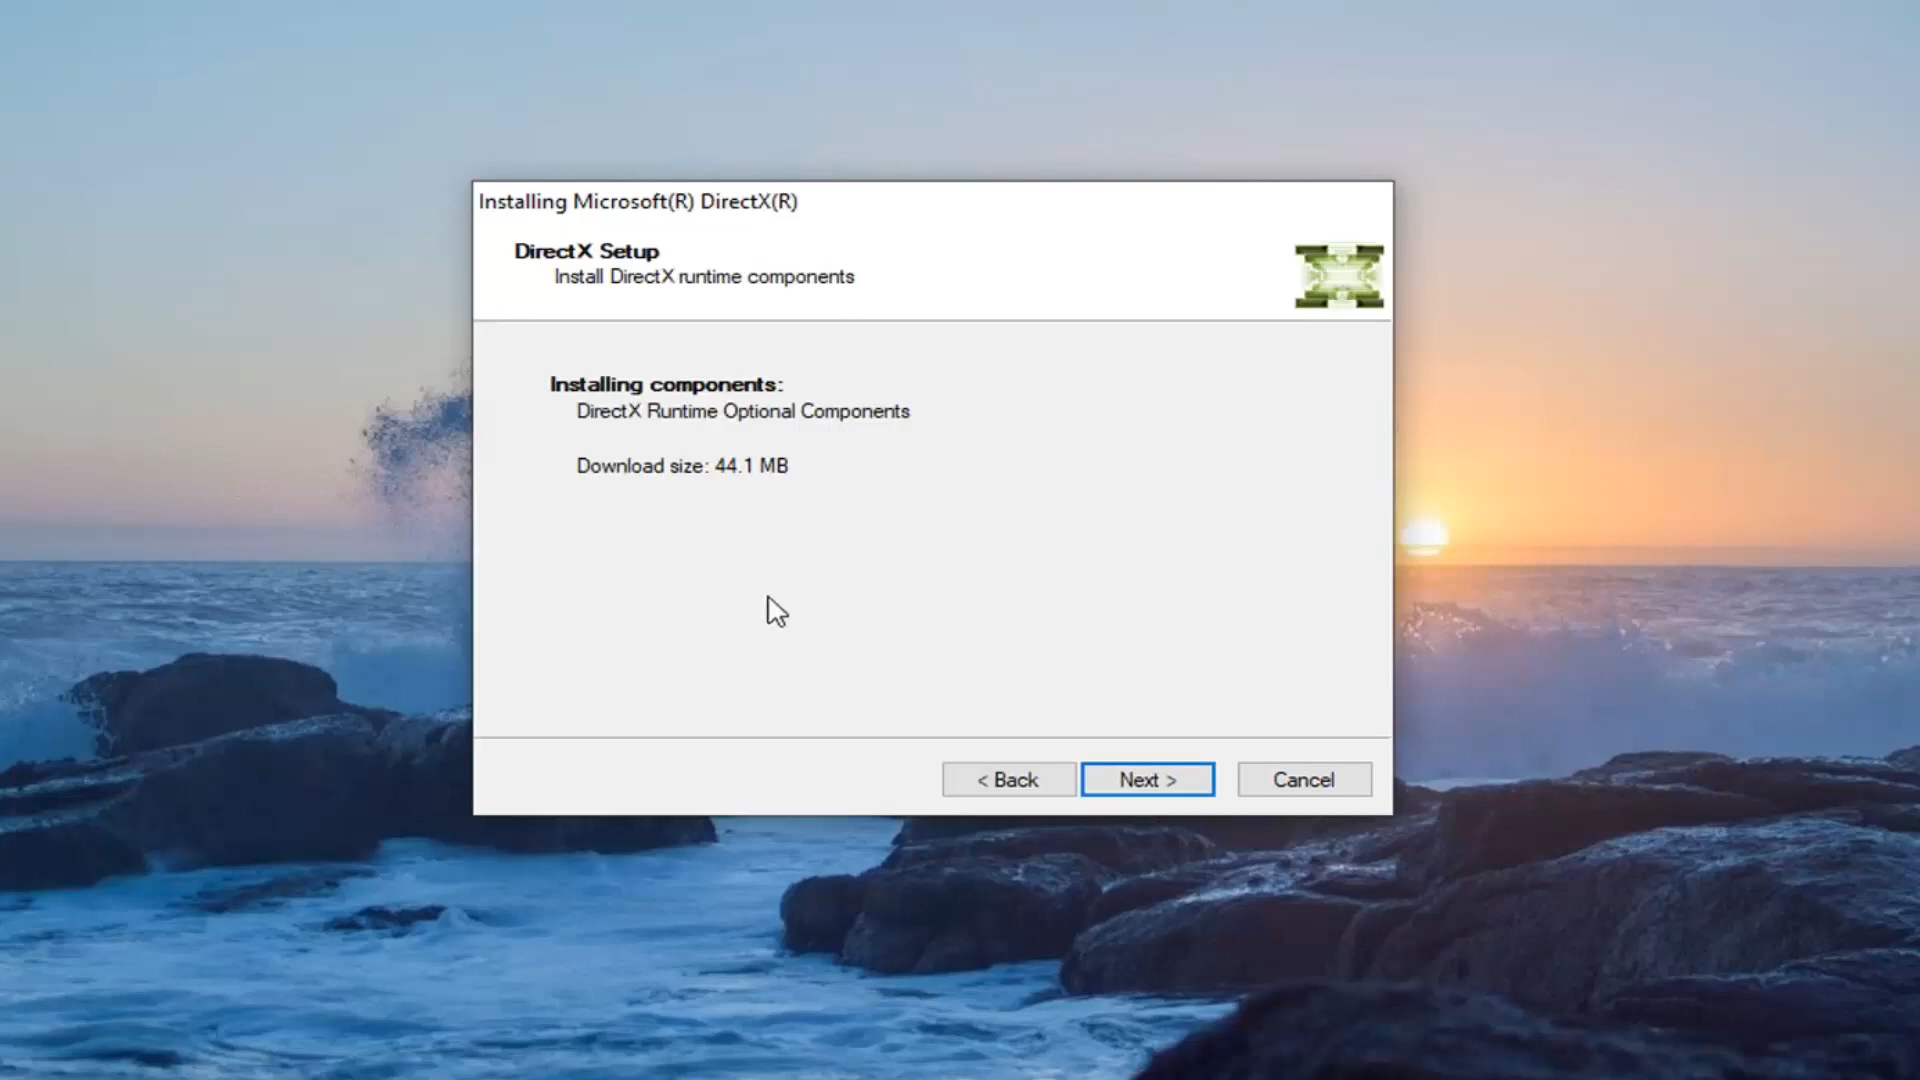 Installing Microsoft(R) DirectX(R)
DirectX Setup
Install DirectX runtime components
Installing components:
DirectX Runtime Optional Components
Download size: 44.1 MB
< Back
Next >
Cancel